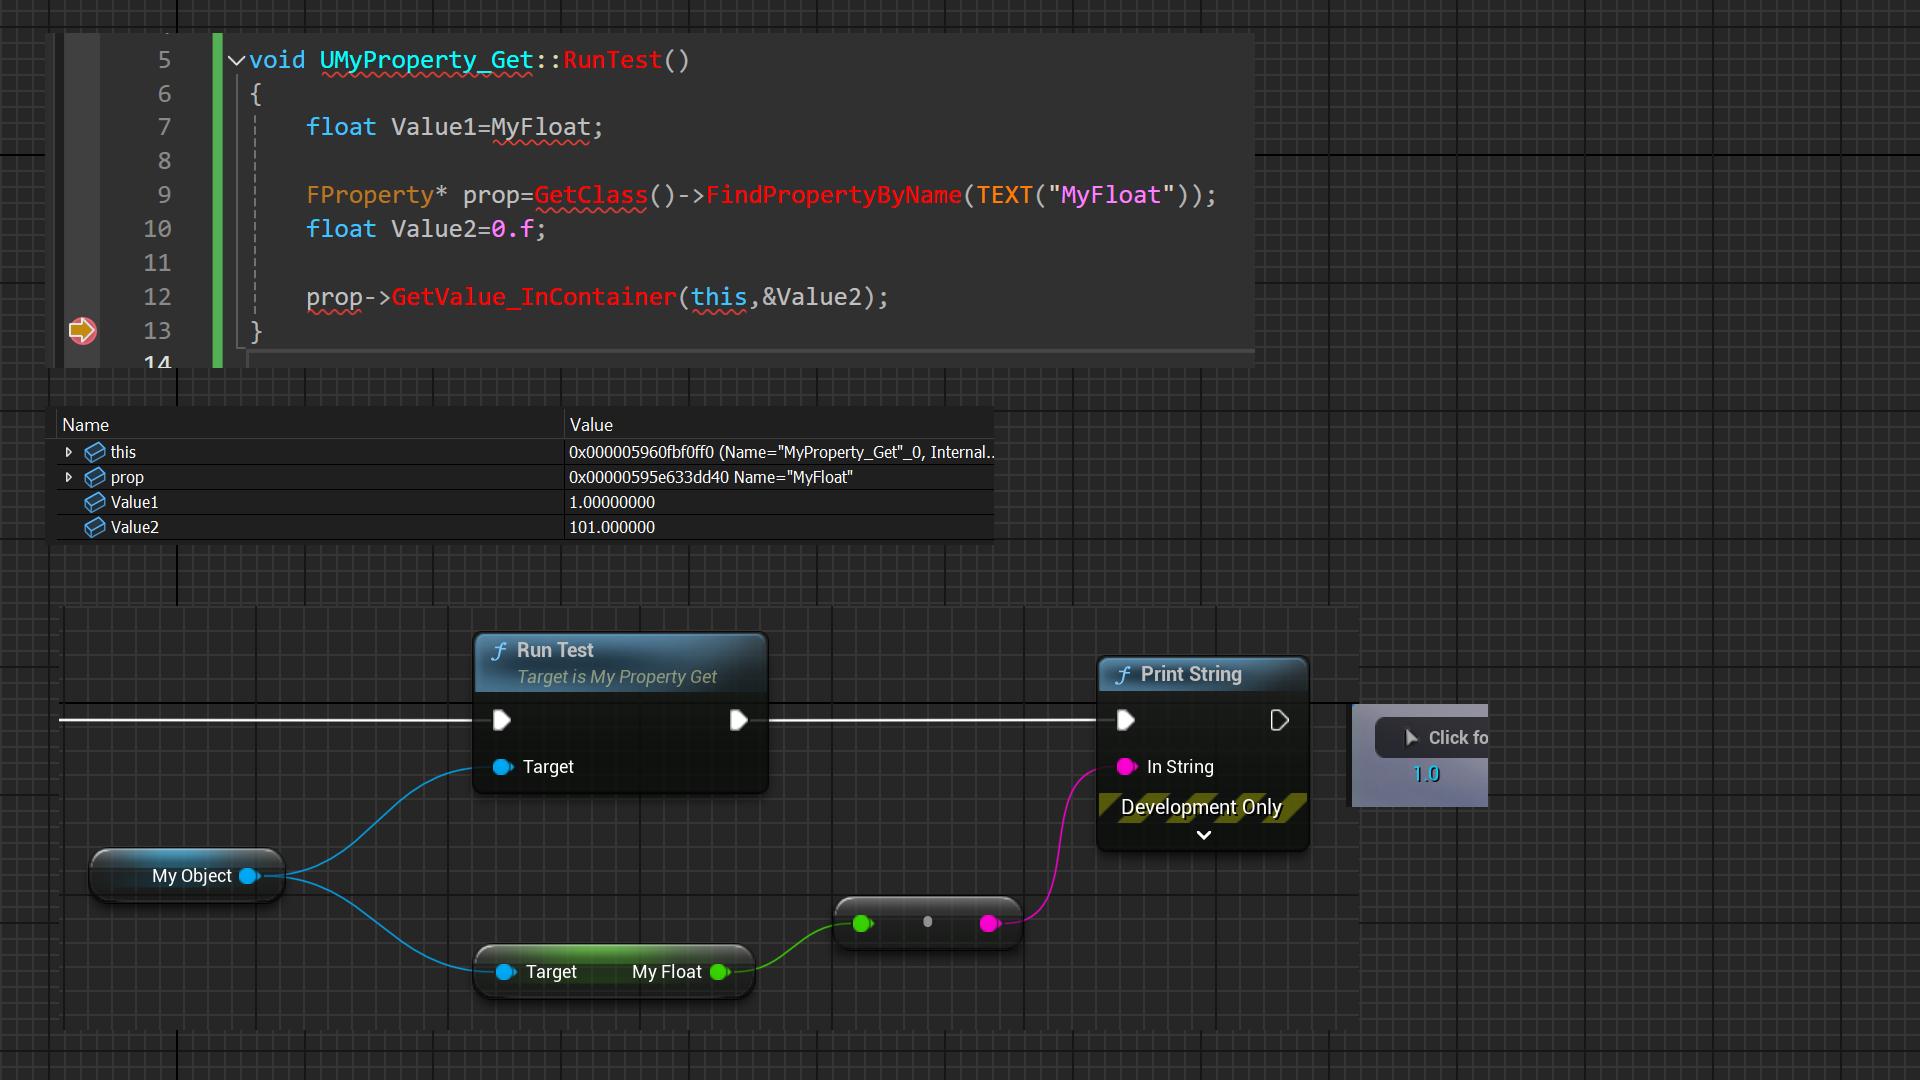 5 void UMyProperty_Get::RunTest()
6 {
7 float Value1=MyFloat;
8
9 FProperty* prop=GetClass()->FindPropertyByName(TEXT("MyFloat"));
10 float Value2=0.f;
11
12 prop->GetValue_InContainer(this,&Value2);
13 }
14
Name Value
this 0x000005960fbf0ff0 (Name="MyProperty_Get"_0, Internal..
prop 0x00000595e633dd40 Name="MyFloat"
Value1 1.00000000
Value2 101.000000
f Run Test
Target is My Property Get
Target
f Print String
In String
Development Only
Click fo
1.0
My Object
Target My Float